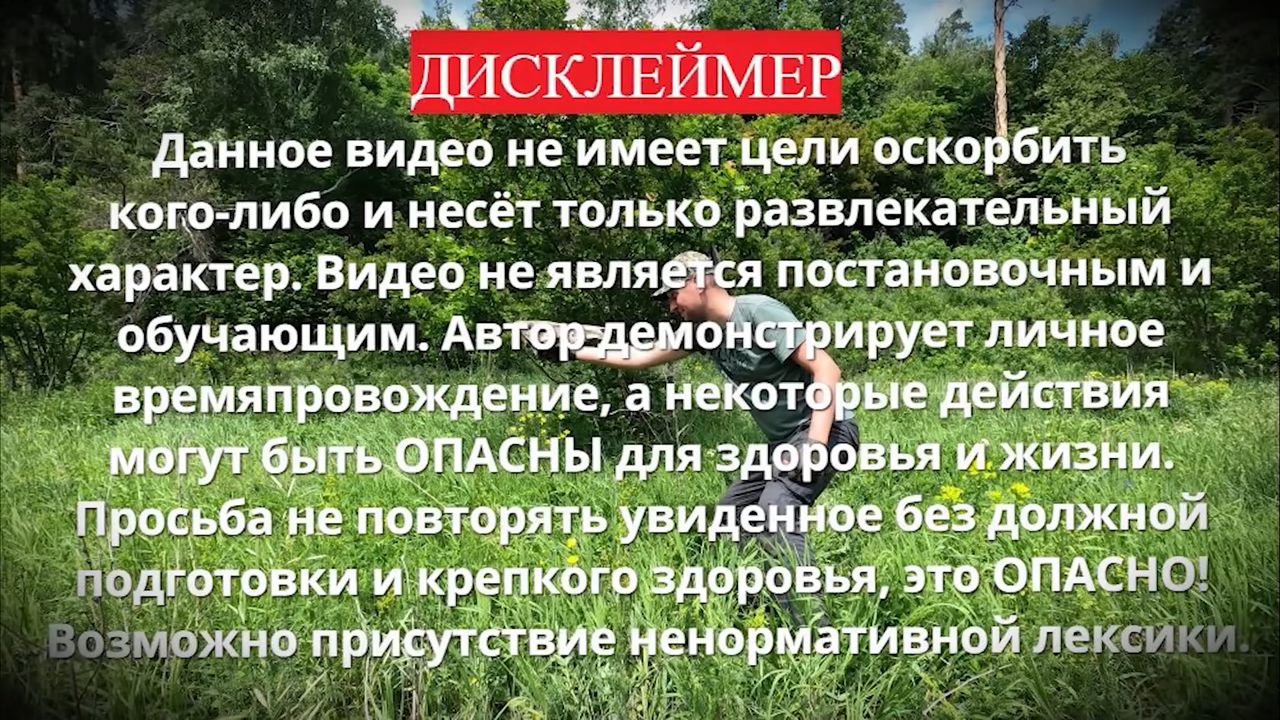 ДИСКЛЕЙМЕР
Данное видео не имеет цели оскорбить
кого-либо и несёт только развлекательный
характер. Видео не является постановочным и
обучающим. Автор демонстрирует личное
времяпровождение, а некоторые действия
могут быть ОПАСНЫ для здоровья и жизни.
Просьба не повторять увиденное без должной
подготовки и крепкого здоровья, это ОПАСНО!
Возможно присутствие ненормативной лексики.